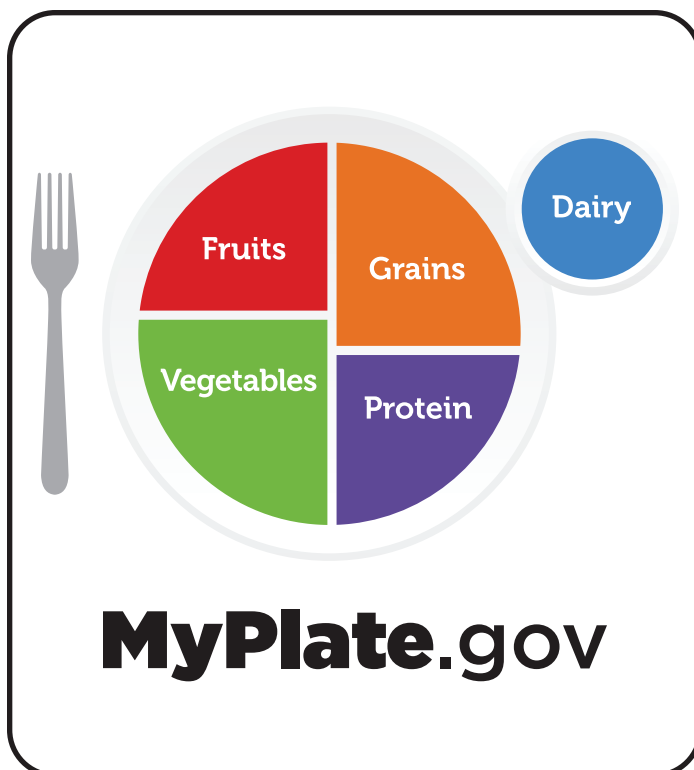 Dairy
Fruits
Grains
Vegetables
Protein
MyPlate.gov